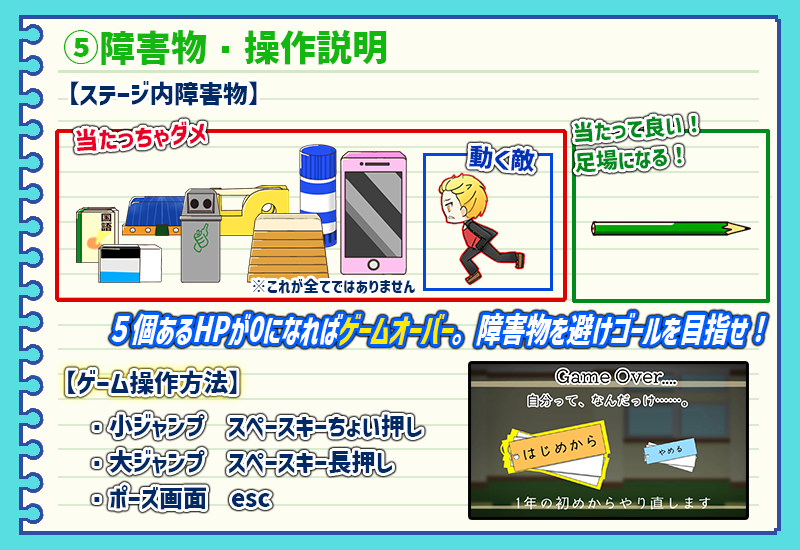 ⑤障害物・操作説明
【ステージ内障害物】
当たっちゃダメ
動く敵
当たって良い！
足場になる！
国語
※これが全てではありません
５個あるHPが0になればゲームオーバー。障害物を避けゴールを目指せ！
【ゲーム操作方法】
・小ジャンプ　スペースキーちょい押し
・大ジャンプ　スペースキー長押し
・ポーズ画面　esc
Game Over....
自分って、なんだっけ……。
はじめから
やめる
1年の初めからやり直します